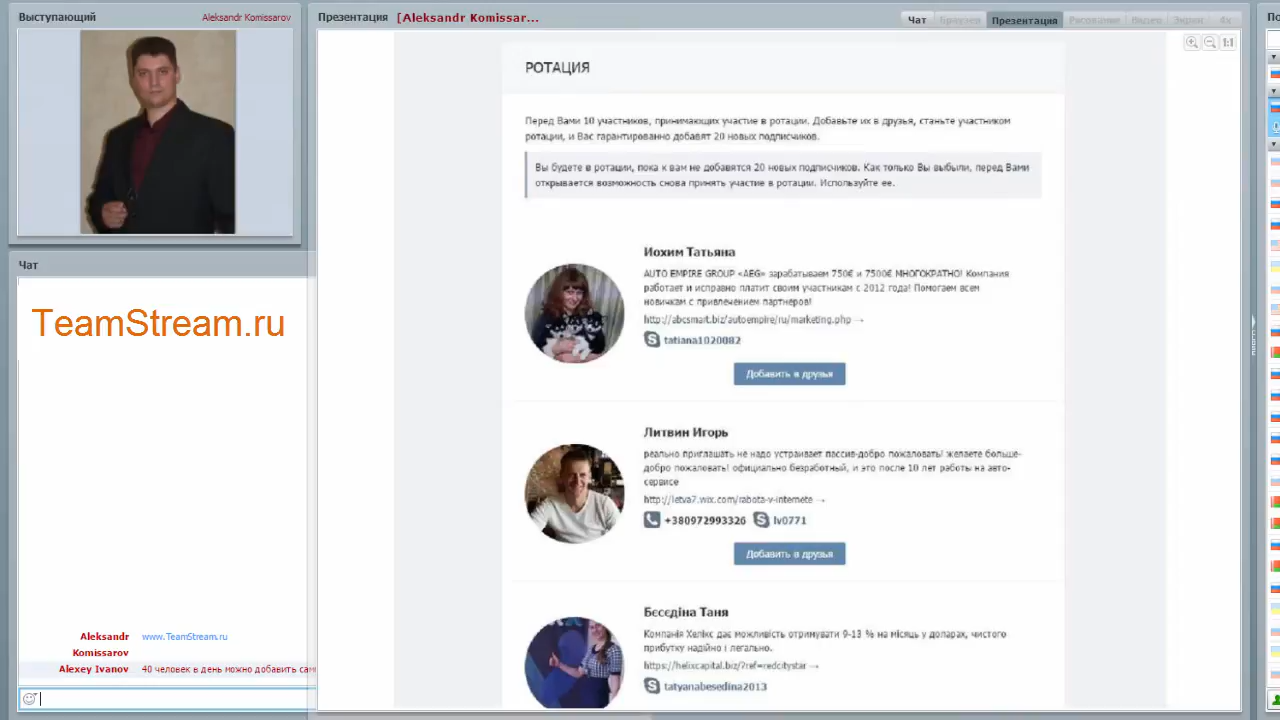 Выступающий
Aleksandr Komissarov
Чат
TeamStream.ru
Aleksandr Komissarov
www.TeamStream.ru
Alexey Ivanov
40 человек в день можно добавить
Презентация [Aleksandr Komissar...
Чат Браузер Презентация Рисование Видео Экран 4x
1:1
РОТАЦИЯ
Перед Вами 10 участников, принимающих участие в ротации. Добавьте их в друзья, станьте участником
ротации, и Вас гарантированно добавят 20 новых подписчиков.
Вы будете в ротации, пока к вам не добавятся 20 новых подписчиков. Как только Вы выбыли, перед Вами
открывается возможность снова принять участие в ротации. Используйте ее.
Иохим Татьяна
AUTO EMPIRE GROUP «AEG» зарабатываем 750€ и 7500€ МНОГОКРАТНО! Компания
работает и исправно платит своим участникам с 2012 года! Помогаем всем
новичкам с привлечением партнеров!
http://abcsmart.biz/autoempire/ru/marketing.php →
tatiana1020082
Добавить в друзья
Литвин Игорь
реально приглашать не надо устраивает пассив-добро пожаловать! желаете больше-
добро пожаловать! официально безработный, и это после 10 лет работы на авто-
сервисе
http://letva7.wix.com/rabota-v-internete →
+380972993326 lv0771
Добавить в друзья
Бєсєдіна Таня
Компанія Хелікс дає можливість отримувати 9-13 % на місяць у доларах, чистого
прибутку надійно і легально.
https://helixcapital.biz/?ref=redcitystar →
tatyanabesedina2013